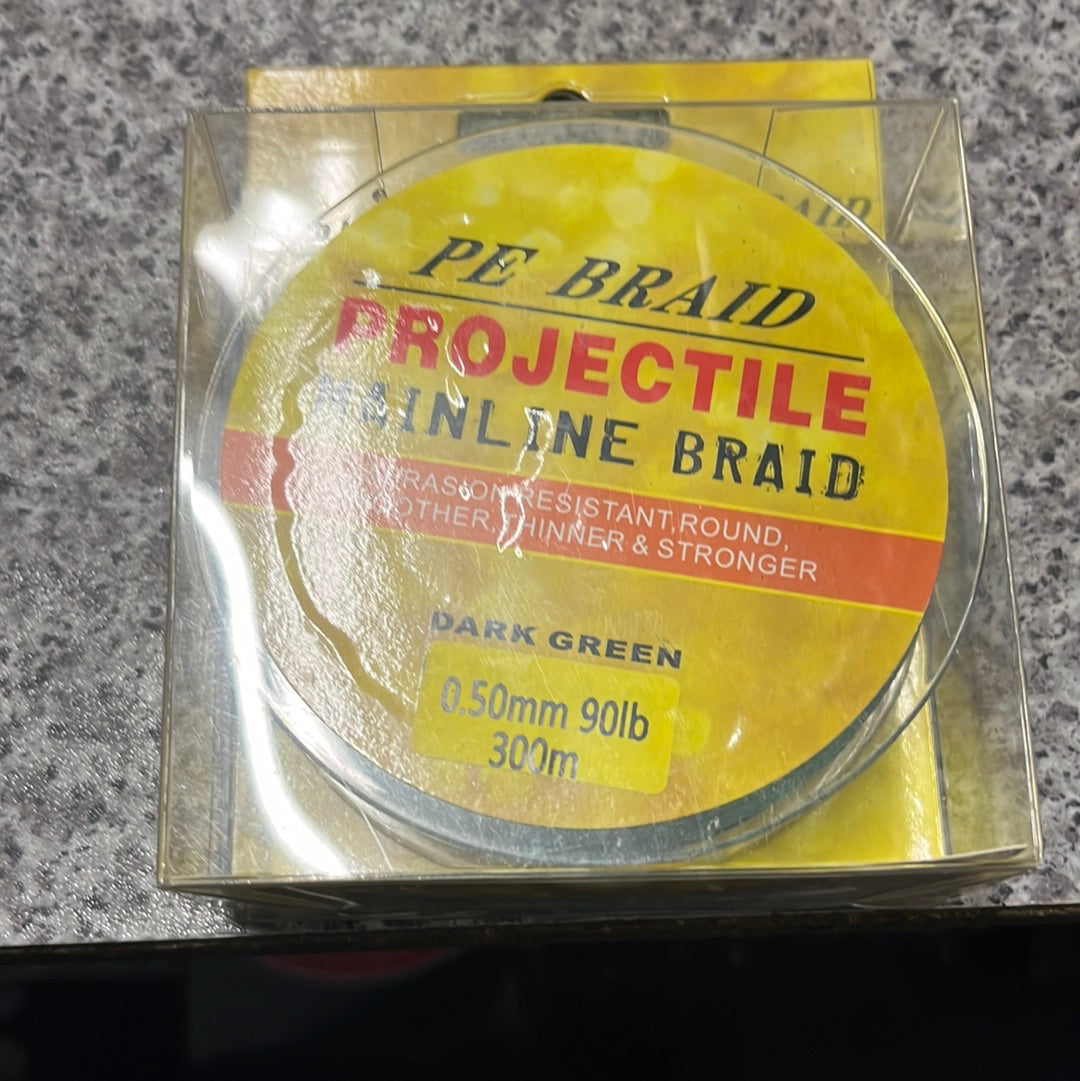 PE BRAID
PROJECTILE
MAINLINE BRAID
RESISTANT, ROUND,
THINNER & STRONGER
DARK GREEN
0.50mm 90lb
300m